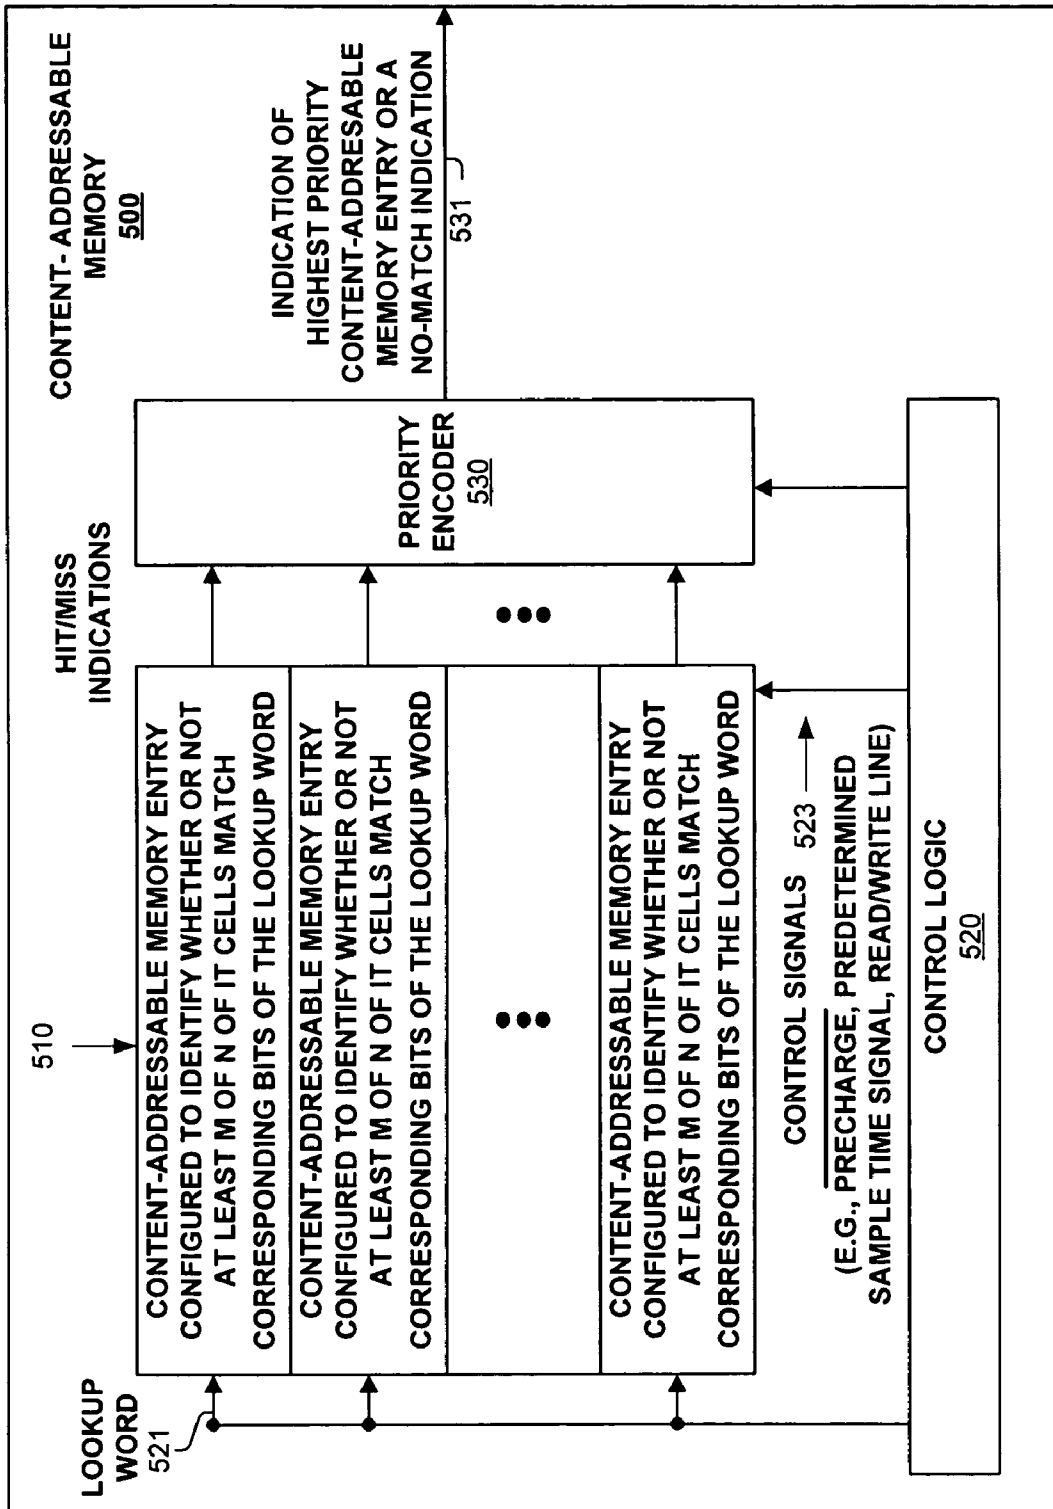 CONTENT- ADDRESSABLE
MEMORY
500
LOOKUP
WORD
521
510
HIT/MISS
INDICATIONS
CONTENT-ADDRESSABLE MEMORY ENTRY
CONFIGURED TO IDENTIFY WHETHER OR NOT
AT LEAST M OF N OF IT CELLS MATCH
CORRESPONDING BITS OF THE LOOKUP WORD
CONTENT-ADDRESSABLE MEMORY ENTRY
CONFIGURED TO IDENTIFY WHETHER OR NOT
AT LEAST M OF N OF IT CELLS MATCH
CORRESPONDING BITS OF THE LOOKUP WORD
CONTENT-ADDRESSABLE MEMORY ENTRY
CONFIGURED TO IDENTIFY WHETHER OR NOT
AT LEAST M OF N OF IT CELLS MATCH
CORRESPONDING BITS OF THE LOOKUP WORD
PRIORITY
ENCODER
530
INDICATION OF
HIGHEST PRIORITY
CONTENT-ADDRESABLE
MEMORY ENTRY OR A
NO-MATCH INDICATION
531
CONTROL SIGNALS 523
(E.G., PRECHARGE, PREDETERMINED
SAMPLE TIME SIGNAL, READ/WRITE LINE)
CONTROL LOGIC
520